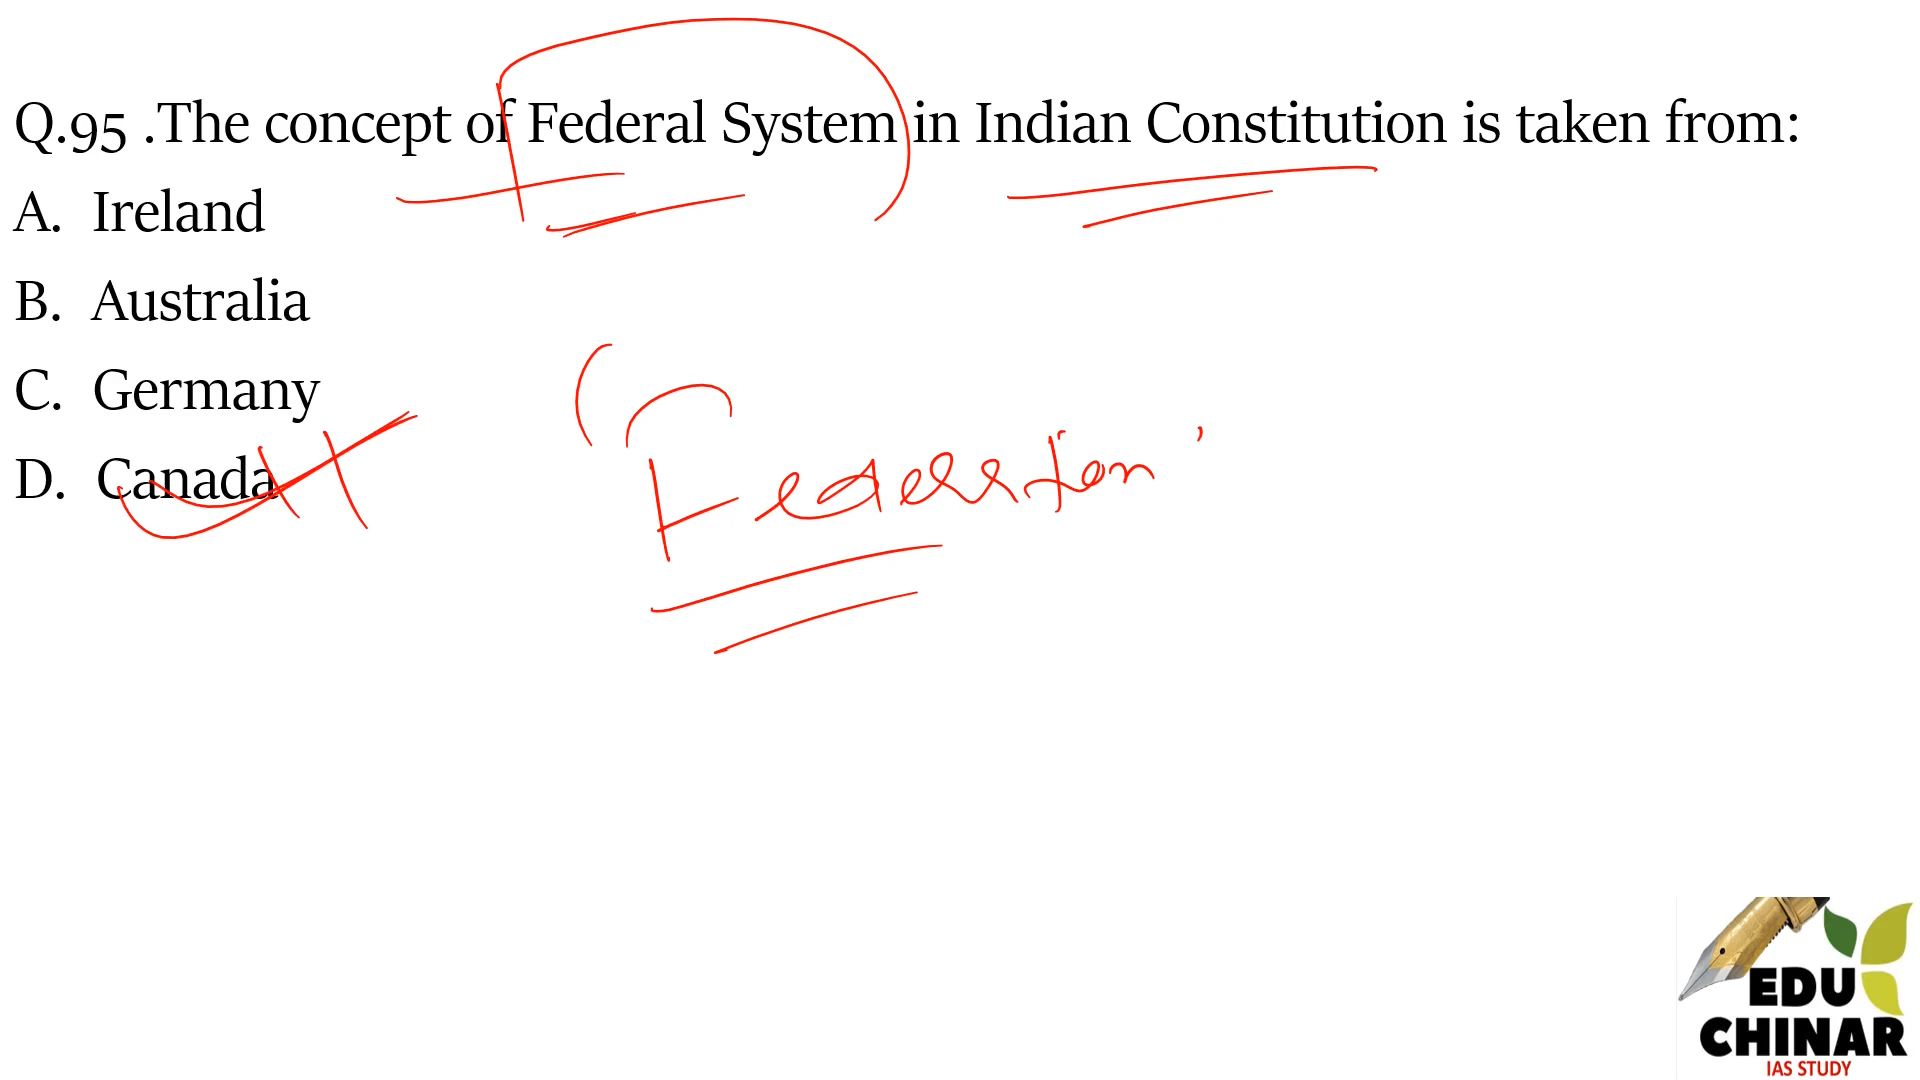 Q.95 .The concept of Federal System in Indian Constitution is taken from:
A. Ireland
B. Australia
C. Germany
D. Canada
EDU
CHINAR
IAS STUDY